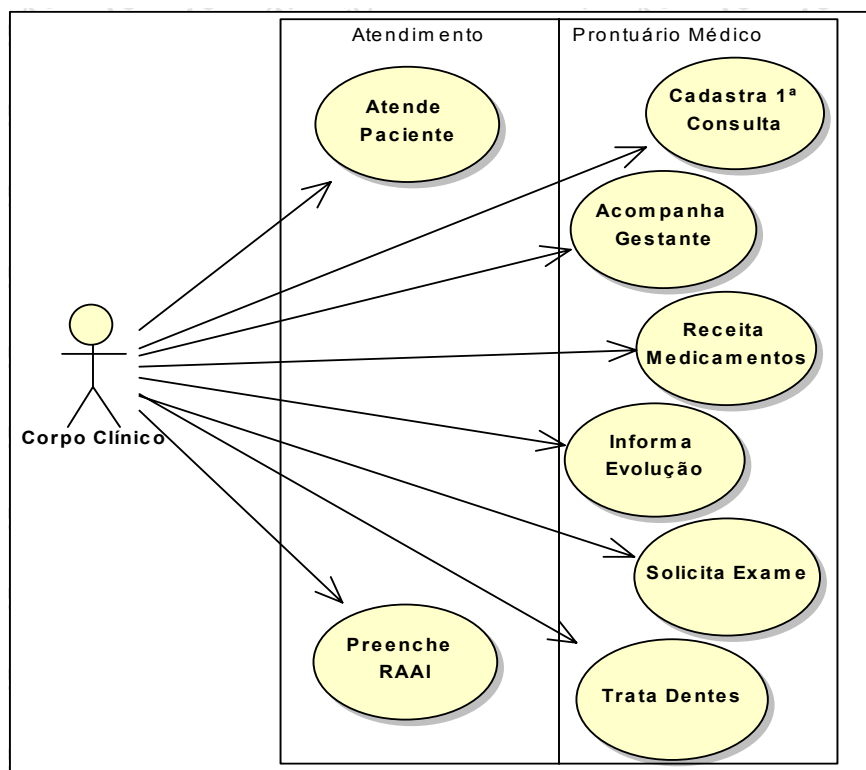 Atendimento
Prontuário Médico
Atende
Paciente
Cadastra 1ª
Consulta
Acompanha
Gestante
Receita
Medicamentos
Corpo Clínico
Informa
Evolução
Solicita Exame
Preenche
RAAI
Trata Dentes